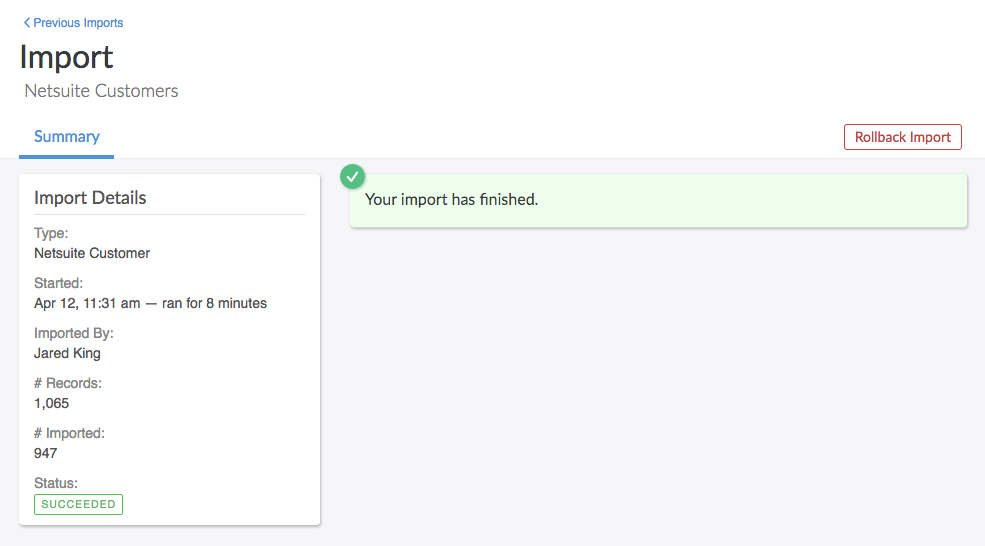 Previous Imports
Import
Netsuite Customers
Summary
Rollback Import
Import Details
Type:
Netsuite Customer
Started:
Apr 12, 11:31 am — ran for 8 minutes
Imported By:
Jared King
# Records:
1,065
# Imported:
947
Status:
SUCCEEDED
Your import has finished.